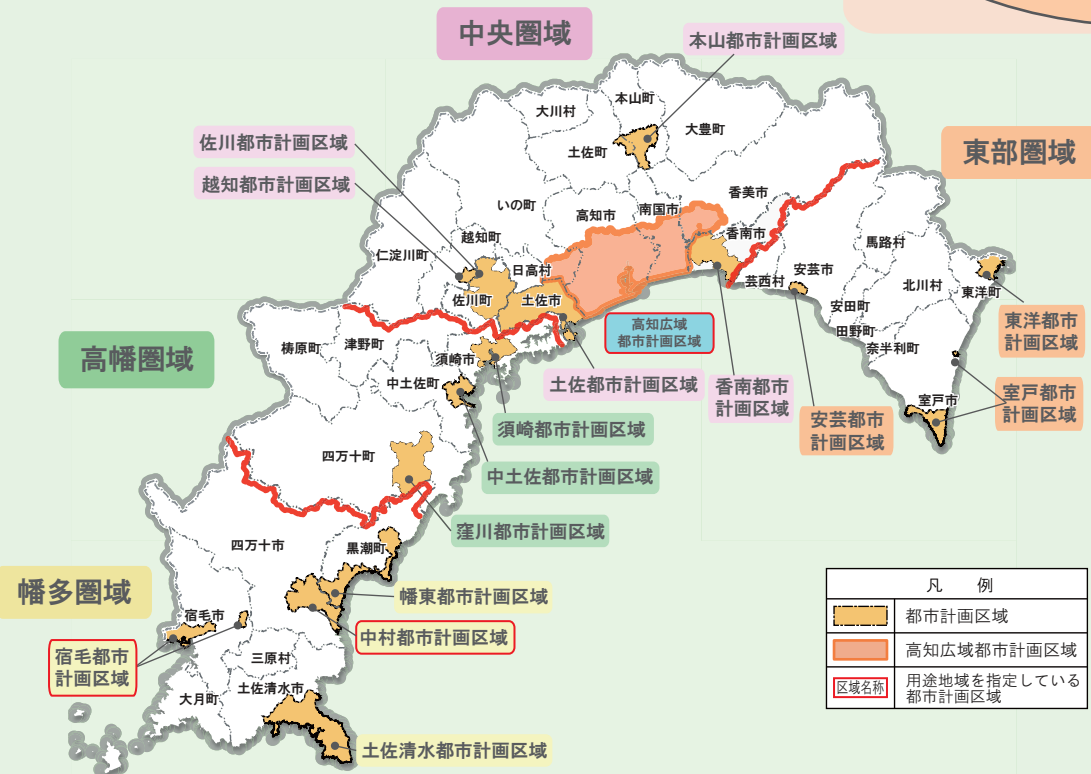 中央圏域
本山都市計画区域
佐川都市計画区域
越知都市計画区域
東部圏域
本山町
大川村
大豊町
土佐町
香美市
いの町
南国市
高知市
香南市
越知町
仁淀川町
日高村
馬路村
安芸市
芸西村
北川村
東洋町
佐川町
土佐市
安田町
田野町
奈半利町
高知広域
都市計画区域
東洋都市
計画区域
高幡圏域
梼原町
津野町
須崎市
中土佐町
土佐都市計画区域
香南都市
計画区域
室戸市
室戸都市
計画区域
安芸都市
計画区域
須崎都市計画区域
四万十町
中土佐都市計画区域
窪川都市計画区域
四万十市
黒潮町
幡多圏域
幡東都市計画区域
宿毛市
中村都市計画区域
宿毛都市
計画区域
三原村
土佐清水市
大月町
土佐清水都市計画区域
凡 例
都市計画区域
高知広域都市計画区域
区域名称
用途地域を指定している
都市計画区域